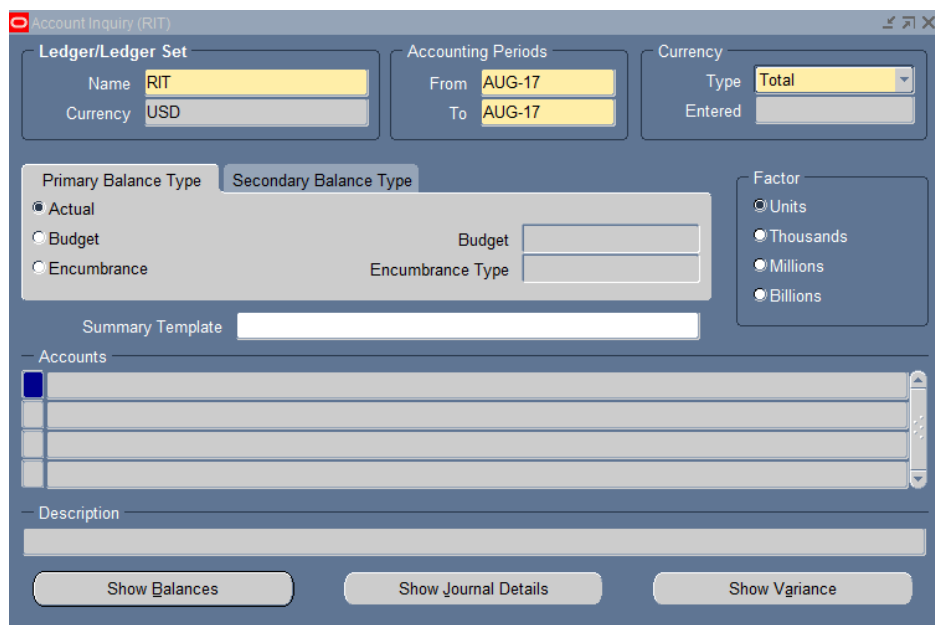 Account Inquiry (RIT)
Ledger/Ledger Set
Name RIT
Currency USD
Accounting Periods
From AUG-17
To AUG-17
Currency
Type Total
Entered
Primary Balance Type
Secondary Balance Type
Actual
Budget
Encumbrance
Budget
Encumbrance Type
Factor
Units
Thousands
Millions
Billions
Summary Template
Accounts
Description
Show Balances
Show Journal Details
Show Variance